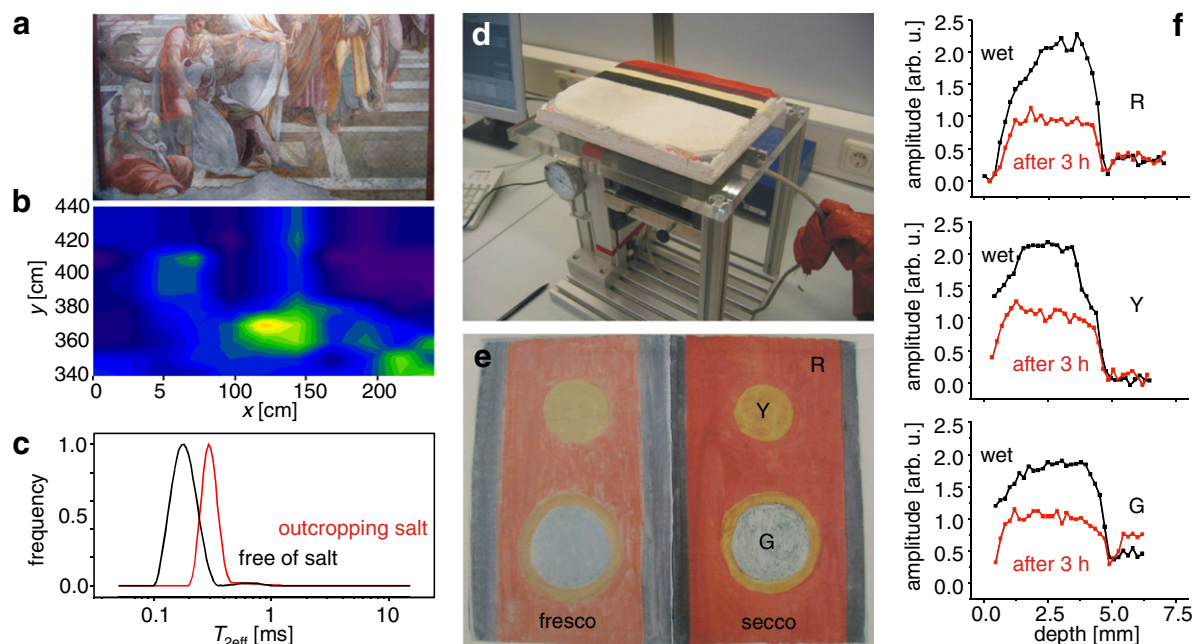 a
b
440
420
400
380
360
340
y [cm]
0
50
100
150
200
x [cm]
c
1.0
0.5
0.0
frequency
outcropping salt
free of salt
0.1
1
10
T2eff [ms]
d
e
R
Y
G
fresco
secco
f
2.5
2.0
1.5
1.0
0.5
0.0
amplitude [arb. u.]
wet
R
after 3 h
2.5
2.0
1.5
1.0
0.5
0.0
amplitude [arb. u.]
wet
Y
after 3 h
2.5
2.0
1.5
1.0
0.5
0.0
amplitude [arb. u.]
wet
G
after 3 h
0.0
2.5
5.0
7.5
depth [mm]